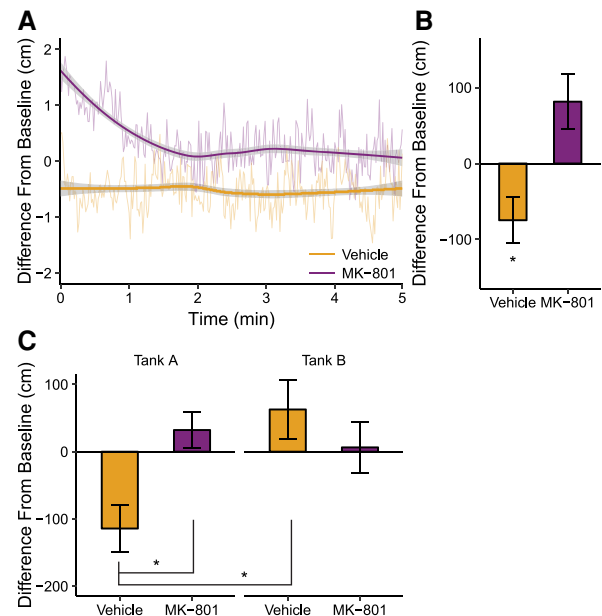 A
Difference From Baseline (cm)
2
1
0
−1
−2
0
1
2
3
4
5
Time (min)
Vehicle
MK−801
B
Difference From Baseline (cm)
100
0
−100
*
Vehicle MK−801
C
Tank A
Tank B
Difference From Baseline (cm)
100
0
−100
−200
*
*
Vehicle
MK−801
Vehicle
MK−801